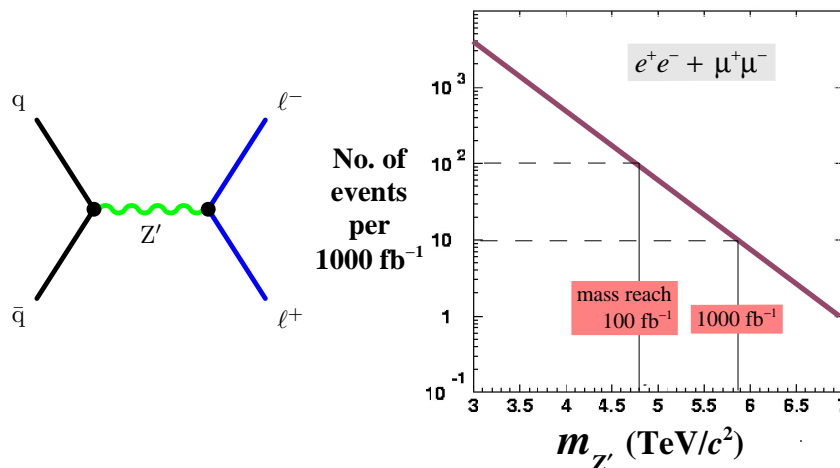 q
ℓ−
Z′
q̄
ℓ+
No. of
events
per
1000 fb⁻¹
e⁺e⁻ + μ⁺μ⁻
10³
10²
10
1
10⁻¹
mass reach
100 fb⁻¹
1000 fb⁻¹
3 3.5 4 4.5 5 5.5 6 6.5 7
m_Z′ (TeV/c²)